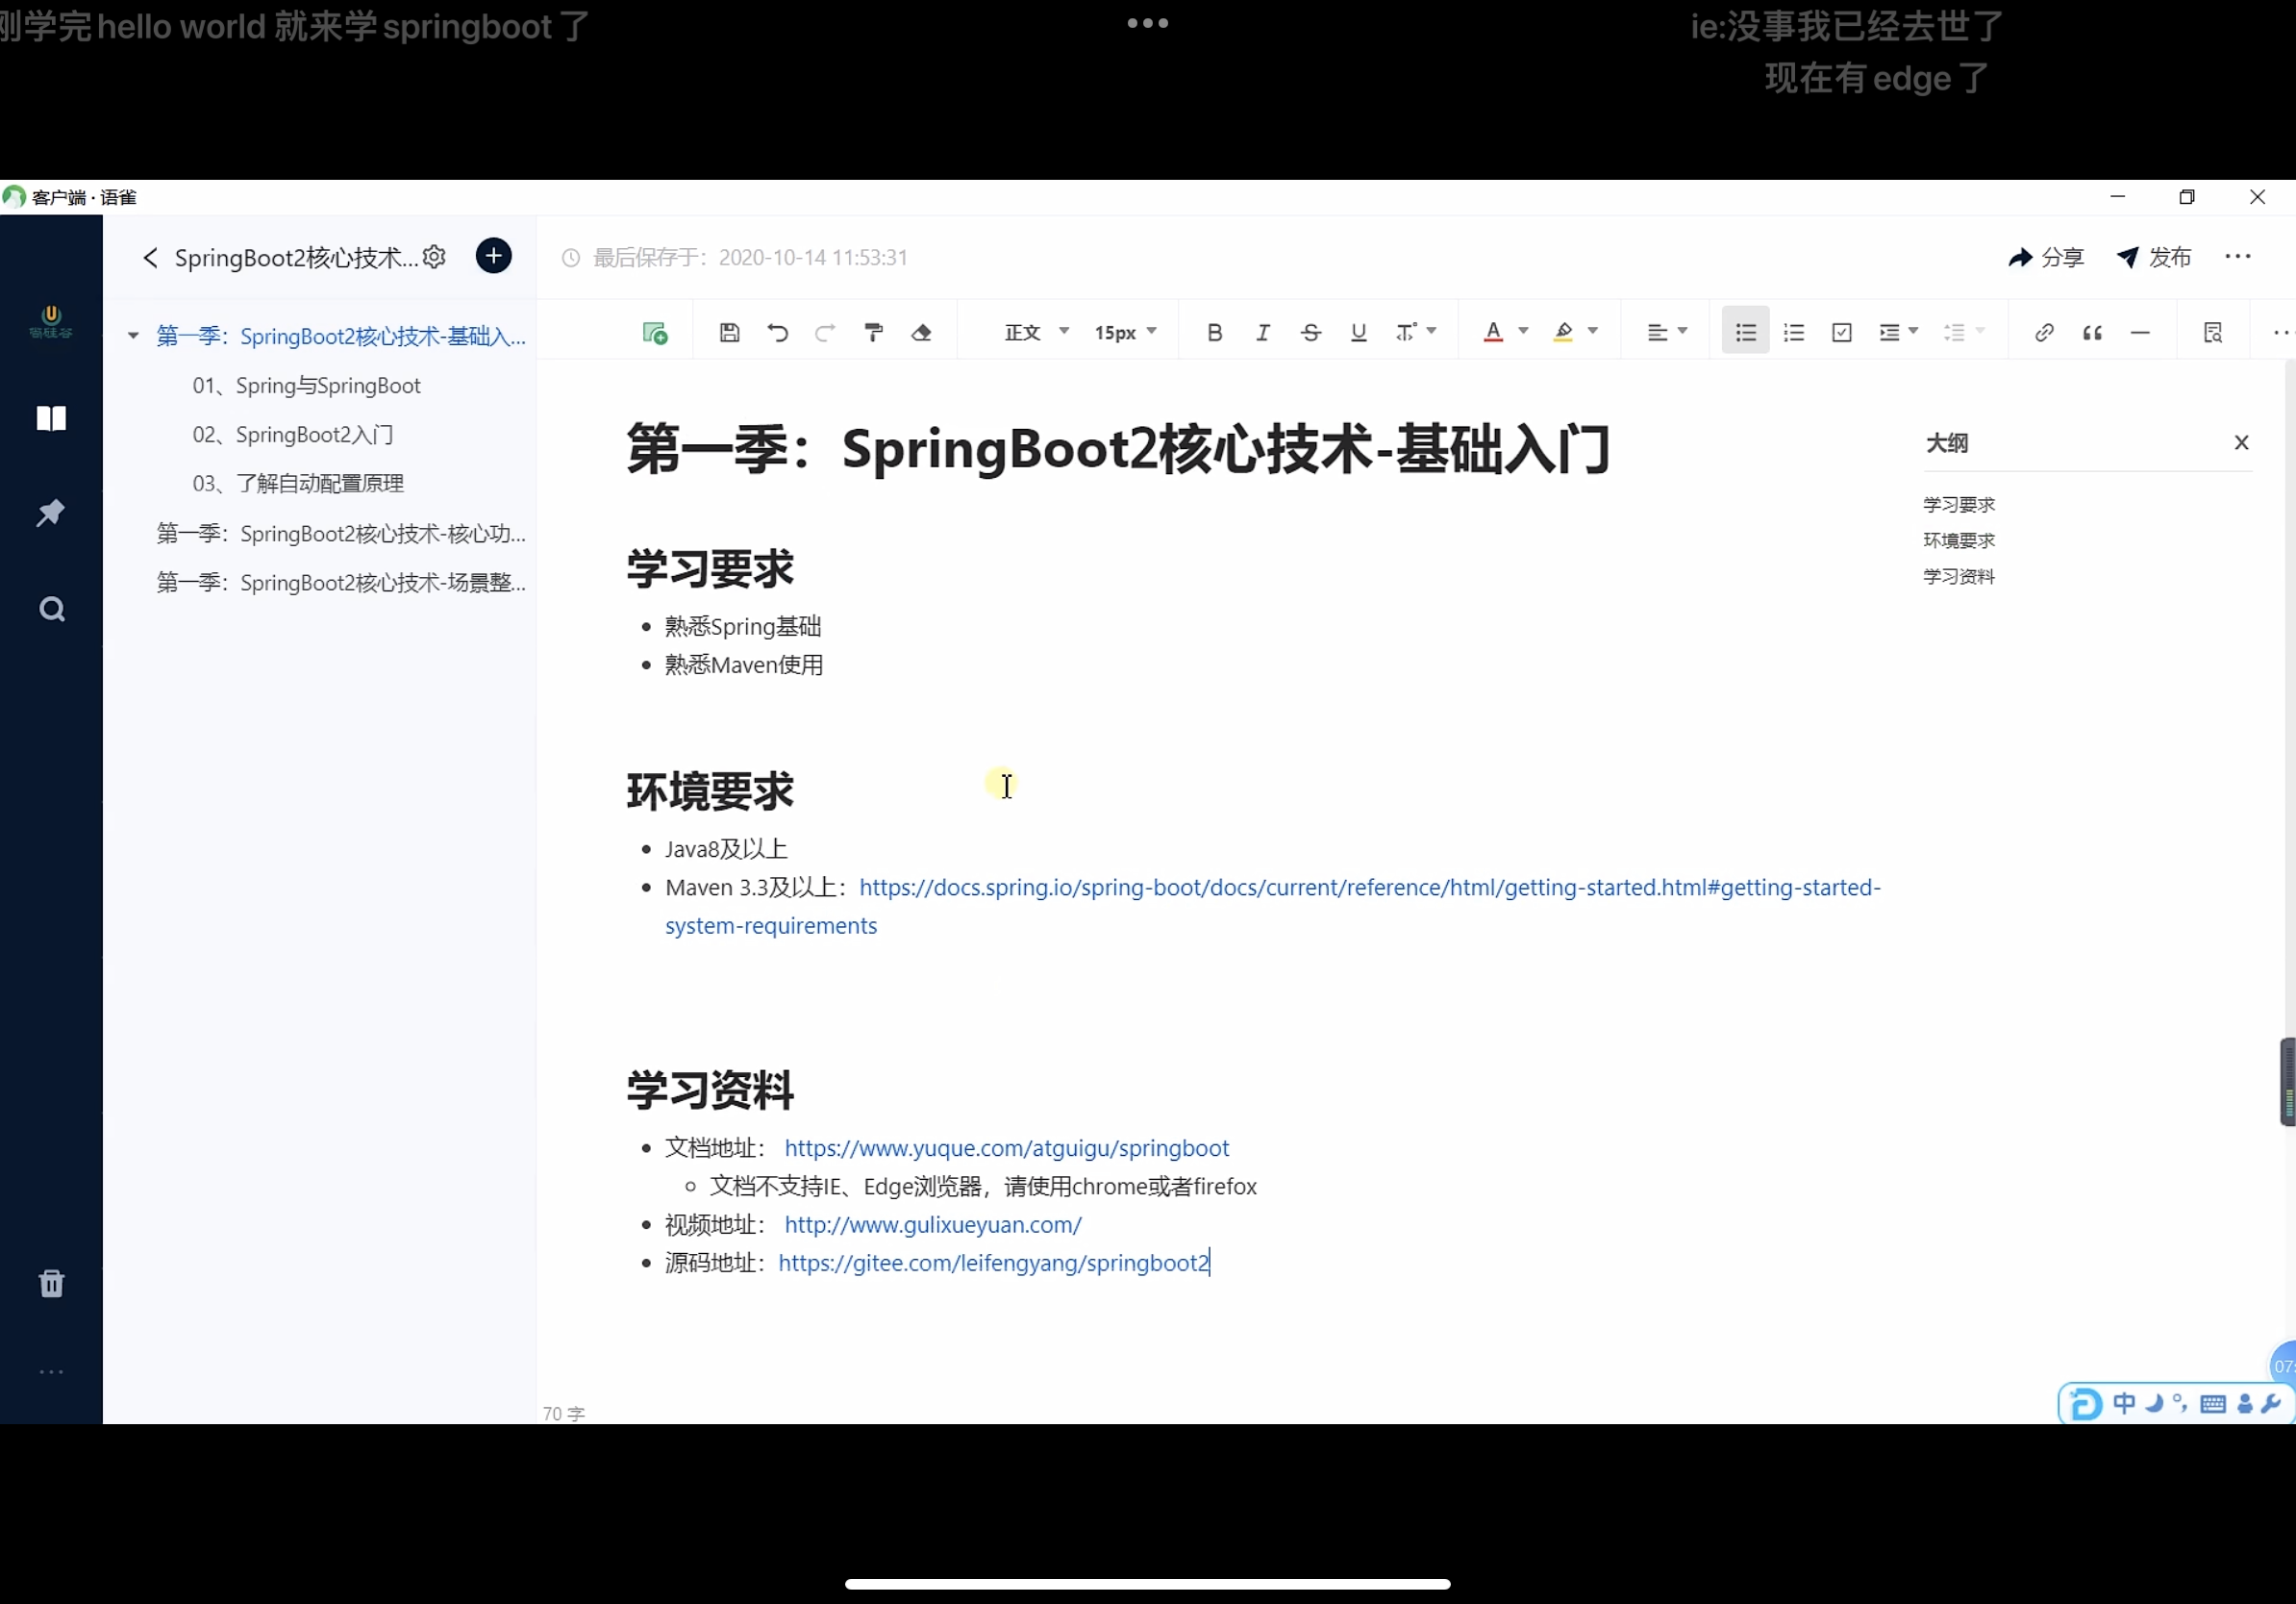 刚学完hello world 就来学springboot了
ie:没事我已经去世了
现在有edge了
客户端 · 语雀
SpringBoot2核心技术...
最后保存于：2020-10-14 11:53:31
分享
发布
正文
15px
尚硅谷
第一季：SpringBoot2核心技术-基础入...
01、Spring与SpringBoot
02、SpringBoot2入门
03、了解自动配置原理
第一季：SpringBoot2核心技术-核心功...
第一季：SpringBoot2核心技术-场景整...
第一季：SpringBoot2核心技术-基础入门
学习要求
熟悉Spring基础
熟悉Maven使用
环境要求
Java8及以上
Maven 3.3及以上：https://docs.spring.io/spring-boot/docs/current/reference/html/getting-started.html#getting-started-
system-requirements
学习资料
文档地址： https://www.yuque.com/atguigu/springboot
文档不支持IE、Edge浏览器，请使用chrome或者firefox
视频地址： http://www.gulixueyuan.com/
源码地址：https://gitee.com/leifengyang/springboot2
大纲
学习要求
环境要求
学习资料
70 字
07:
中